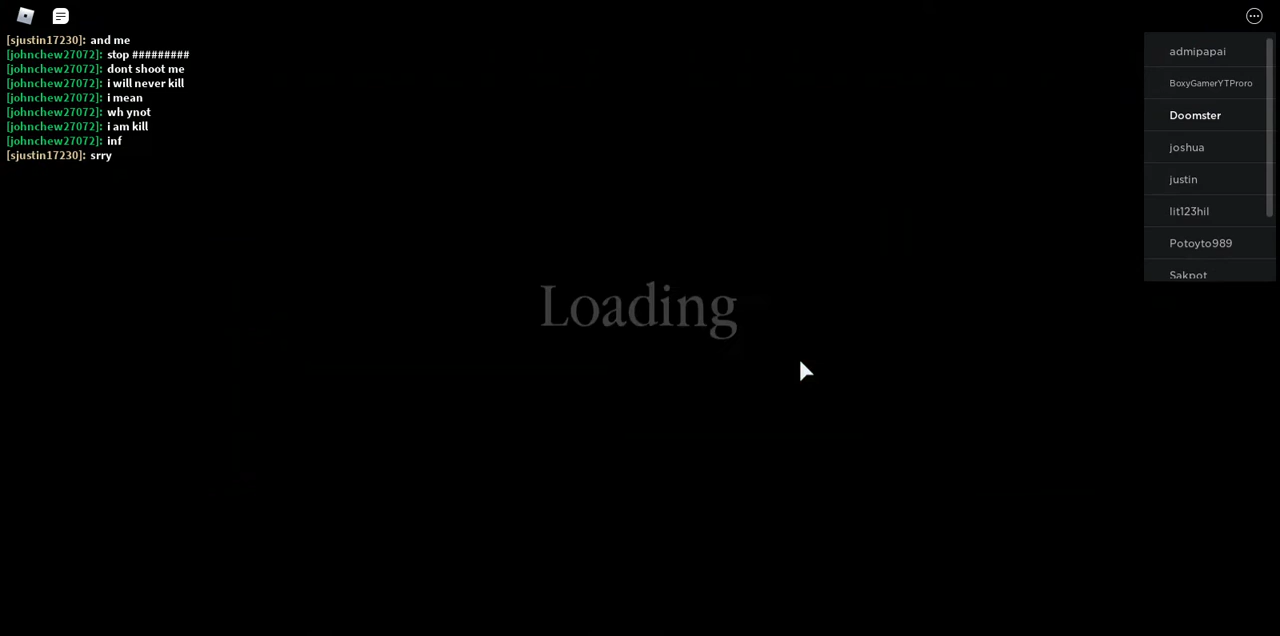 [sjustin17230]: and me
[johnchew27072]: stop #########
[johnchew27072]: dont shoot me
[johnchew27072]: i will never kill
[johnchew27072]: i mean
[johnchew27072]: wh ynot
[johnchew27072]: i am kill
[johnchew27072]: inf
[sjustin17230]: srry
admipapai
BoxyGamerYTProro
Doomster
joshua
justin
lit123hil
Potoyto989
Sakpot
Loading